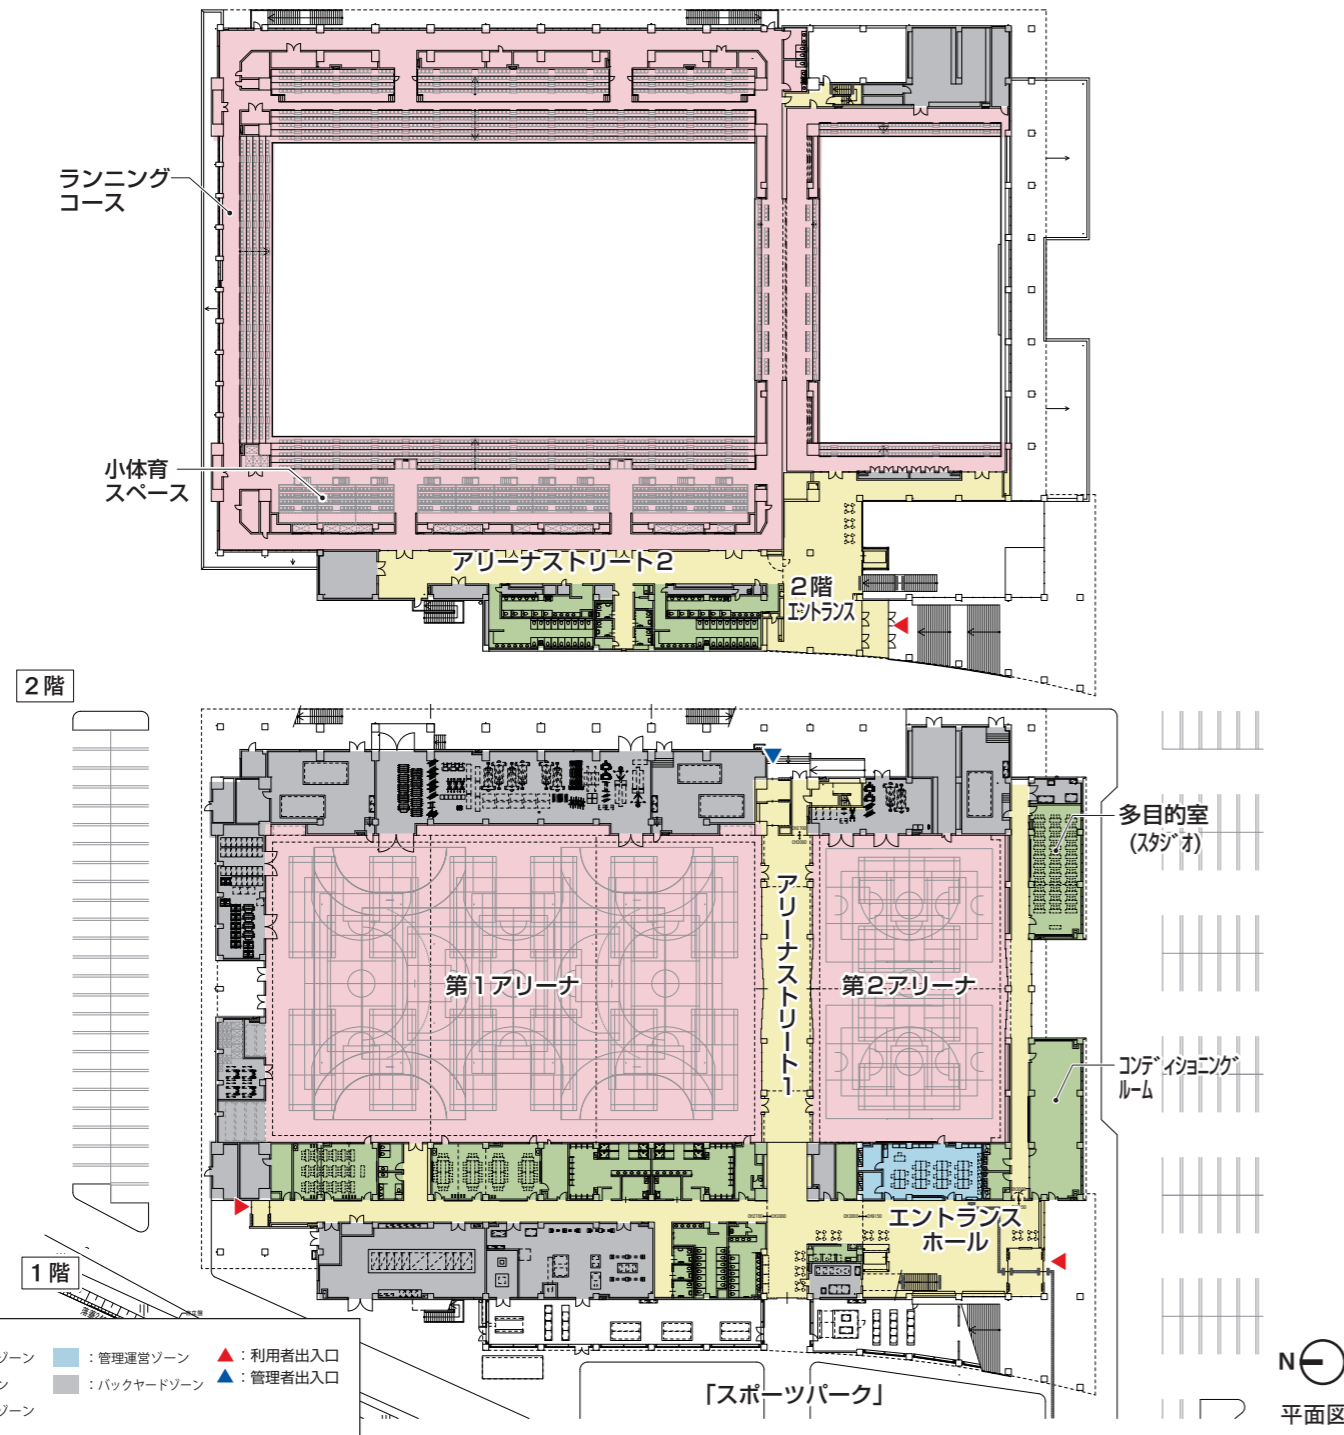 ランニング
コース
小体育
スペース
アリーナストリート2
2階
エントランス
2階
多目的室
(スタジオ)
アリーナストリート1
第1アリーナ
第2アリーナ
コンディショニング
ルーム
エントランス
ホール
1階
ゾーン
：管理運営ゾーン
▲：利用者出入口
ン
：バックヤードゾーン
▲：管理者出入口
ゾーン
「スポーツパーク」
N
平面図